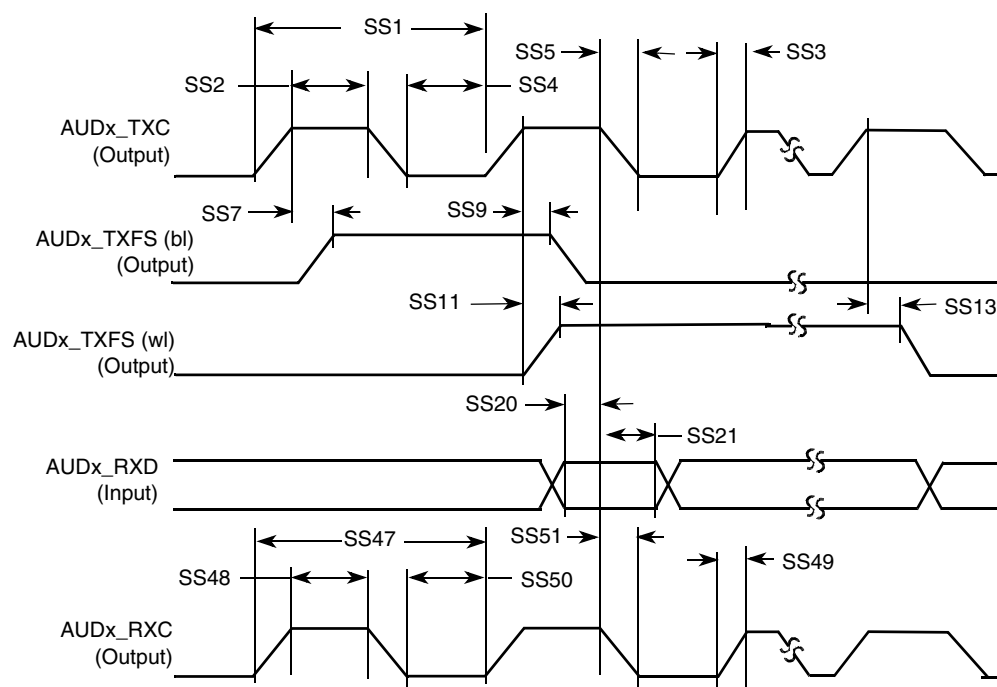 SS1
SS5
SS3
SS2
SS4
AUDx_TXC
(Output)
SS7
SS9
AUDx_TXFS (bl)
(Output)
SS11
SS13
AUDx_TXFS (wl)
(Output)
SS20
SS21
AUDx_RXD
(Input)
SS47
SS51
SS49
SS48
SS50
AUDx_RXC
(Output)